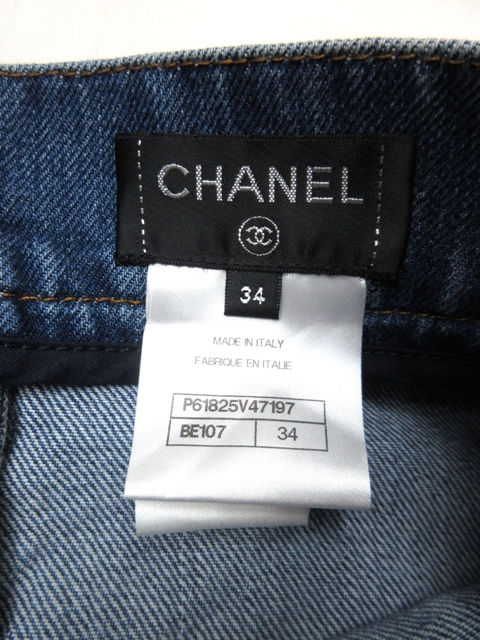 CHANEL
34
MADE IN ITALY
FABRIQUE EN ITALIE
P61825V47197
BE107 34